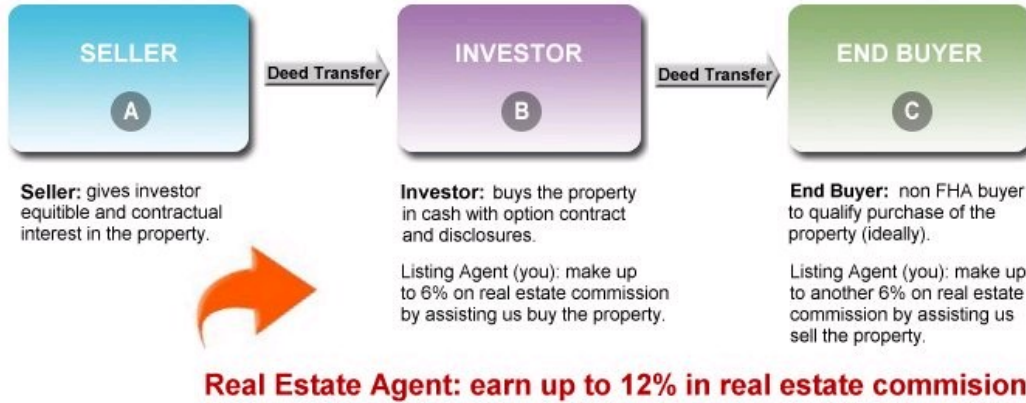 SELLER
A
Deed Transfer
INVESTOR
B
Deed Transfer
END BUYER
C
Seller: gives investor
equitible and contractual
interest in the property.
Investor: buys the property
in cash with option contract
and disclosures.
Listing Agent (you): make up
to 6% on real estate commission
by assisting us buy the property.
End Buyer: non FHA buyer
to qualify purchase of the
property (ideally).
Listing Agent (you): make up
to another 6% on real estate
commission by assisting us
sell the property.
Real Estate Agent: earn up to 12% in real estate commision